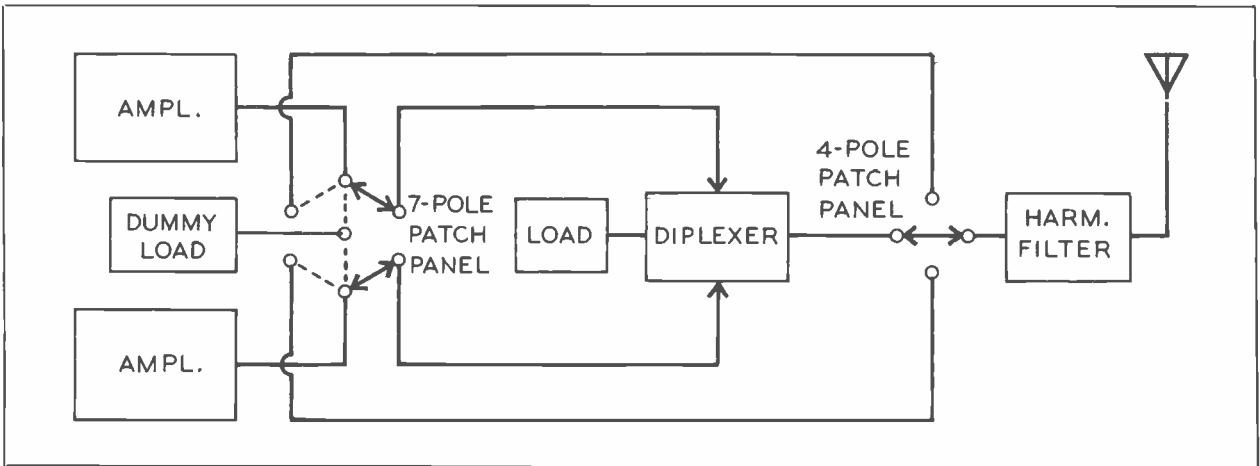 AMPL.
DUMMY
LOAD
AMPL.
7-POLE
PATCH
PANEL
LOAD
DIPLEXER
4-POLE
PATCH
PANEL
HARM.
FILTER